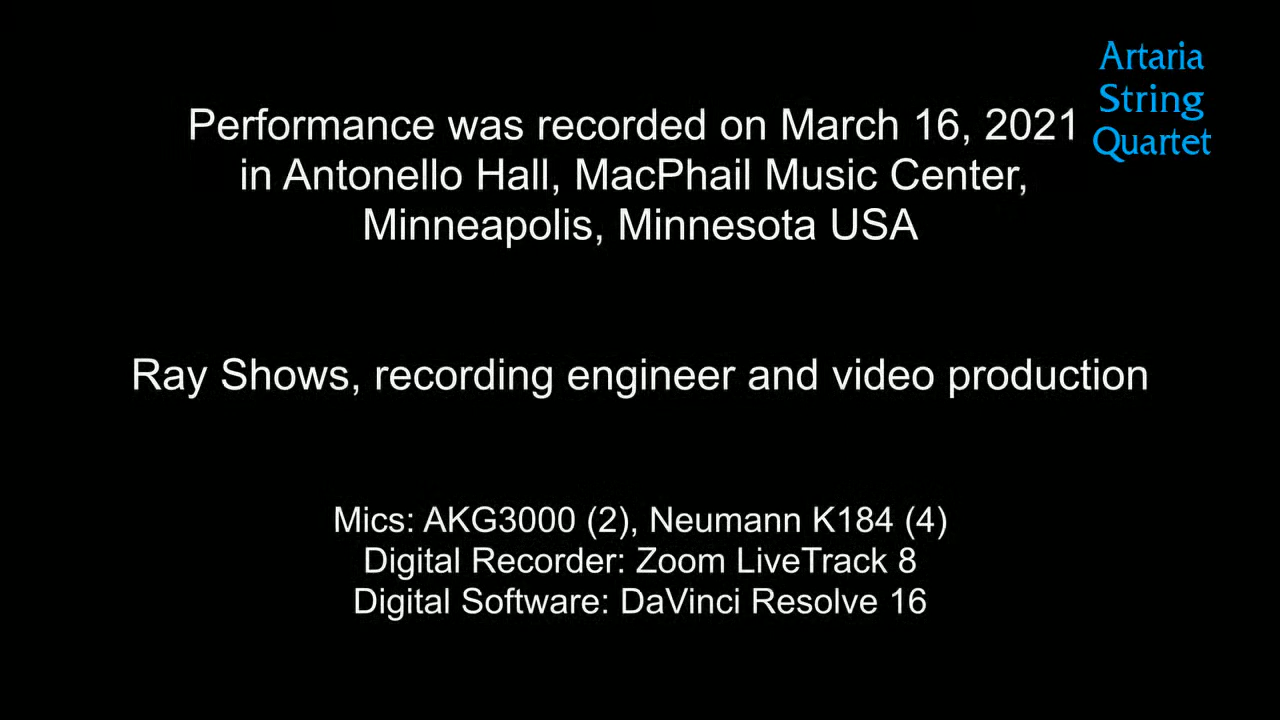 Artaria
String
Quartet
Performance was recorded on March 16, 2021
in Antonello Hall, MacPhail Music Center,
Minneapolis, Minnesota USA
Ray Shows, recording engineer and video production
Mics: AKG3000 (2), Neumann K184 (4)
Digital Recorder: Zoom LiveTrack 8
Digital Software: DaVinci Resolve 16